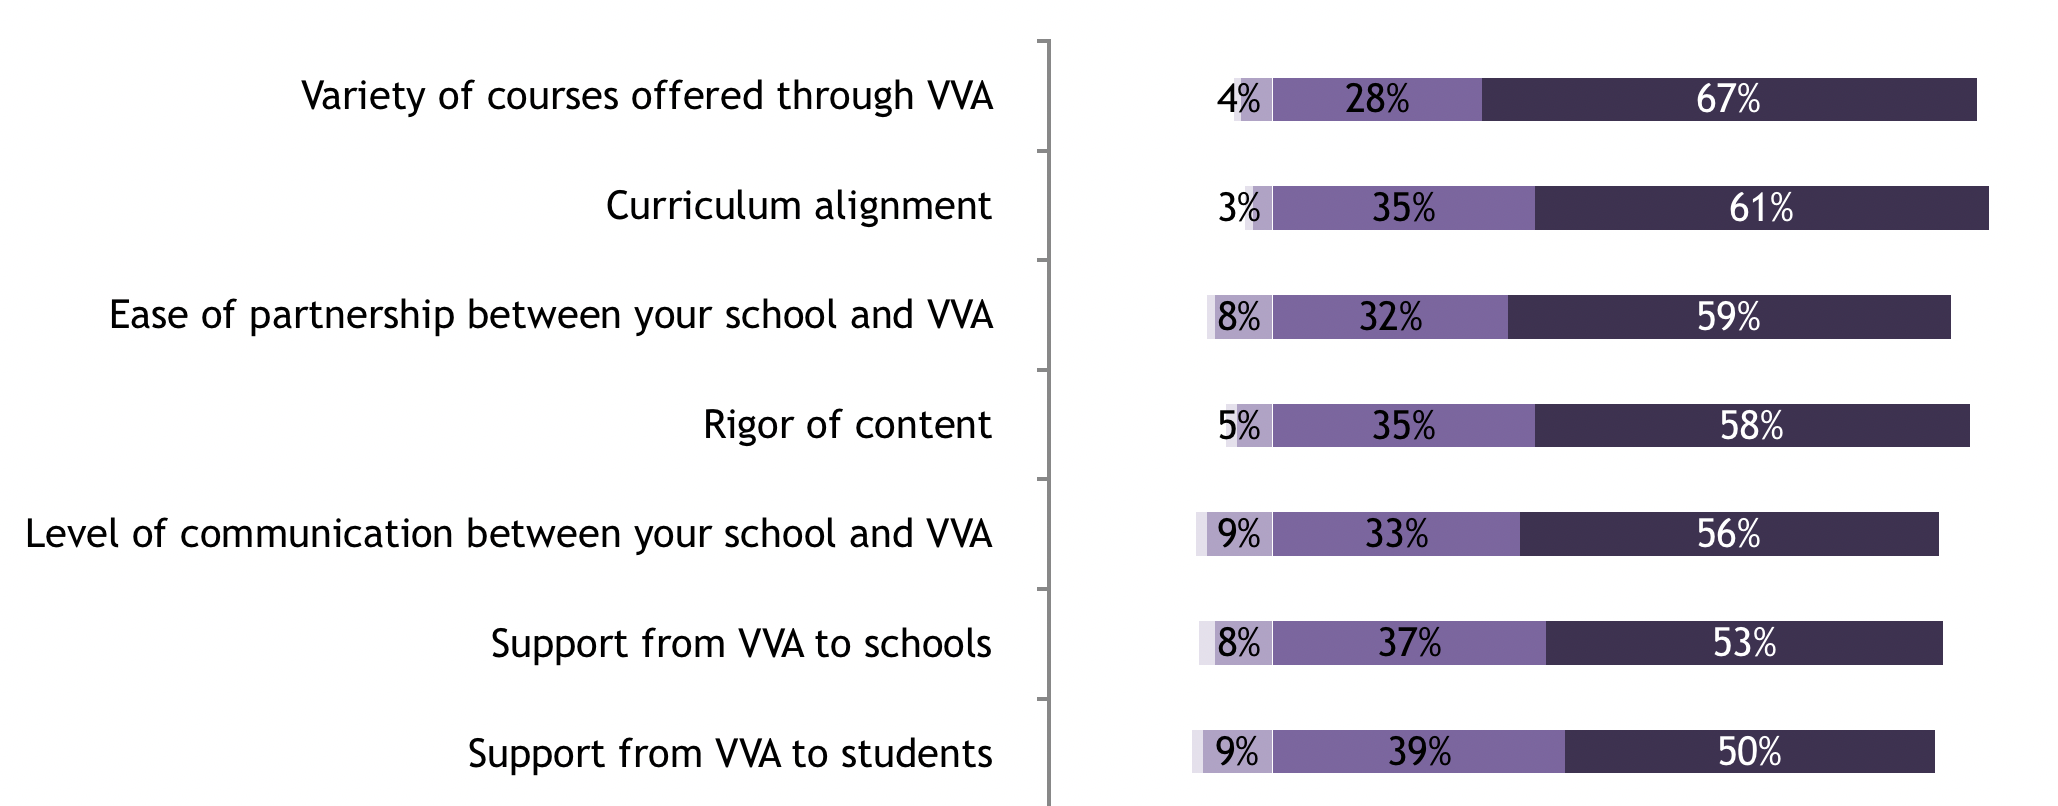 Variety of courses offered through VVA 4% 28% 67%
Curriculum alignment 3% 35% 61%
Ease of partnership between your school and VVA 8% 32% 59%
Rigor of content 5% 35% 58%
Level of communication between your school and VVA 9% 33% 56%
Support from VVA to schools 8% 37% 53%
Support from VVA to students 9% 39% 50%